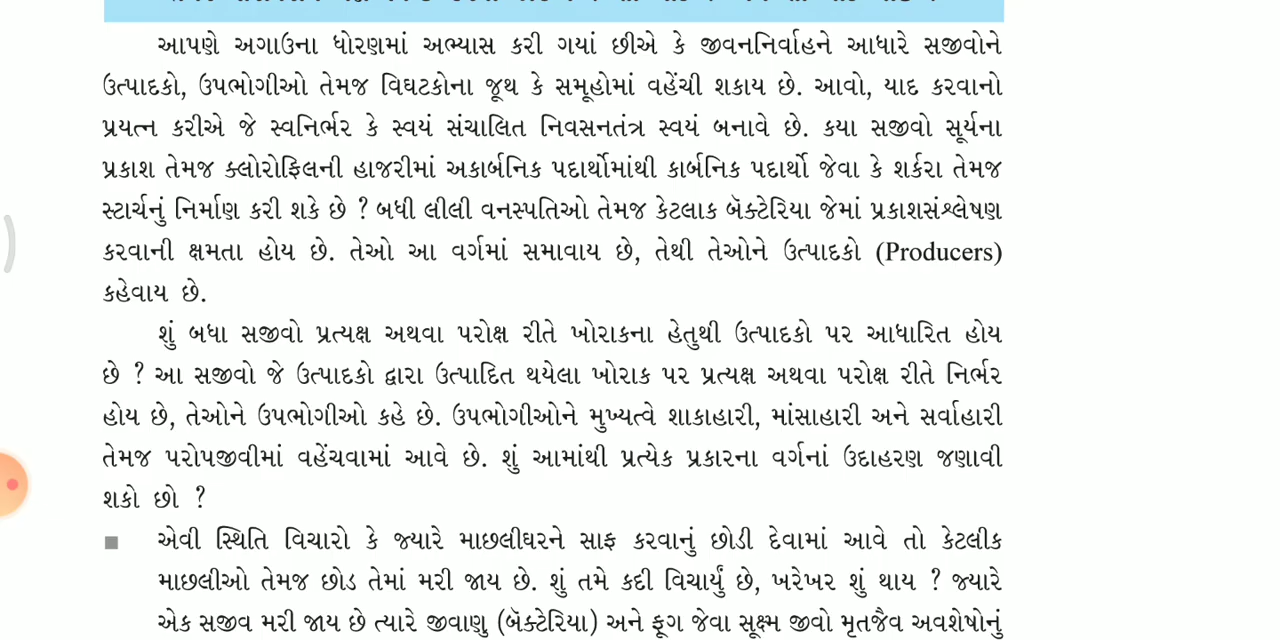 આપણે અગાઉના ધોરણમાં અભ્યાસ કરી ગયાં છીએ કે જીવનનિર્વાહને આધારે સજીવોને
ઉત્પાદકો, ઉપભોગીઓ તેમજ વિઘટકોના જૂથ કે સમૂહોમાં વહેંચી શકાય છે. આવો, યાદ કરવાનો
પ્રયત્ન કરીએ જે સ્વનિર્ભર કે સ્વયં સંચાલિત નિવસનતંત્ર સ્વયં બનાવે છે. કયા સજીવો સૂર્યના
પ્રકાશ તેમજ ક્લોરોફિલની હાજરીમાં અકાર્બનિક પદાર્થોમાંથી કાર્બનિક પદાર્થો જેવા કે શર્કરા તેમજ
સ્ટાર્ચનું નિર્માણ કરી શકે છે ? બધી લીલી વનસ્પતિઓ તેમજ કેટલાક બૅક્ટેરિયા જેમાં પ્રકાશસંશ્લેષણ
કરવાની ક્ષમતા હોય છે. તેઓ આ વર્ગમાં સમાવાય છે, તેથી તેઓને ઉત્પાદકો (Producers)
કહેવાય છે.
શું બધા સજીવો પ્રત્યક્ષ અથવા પરોક્ષ રીતે ખોરાકના હેતુથી ઉત્પાદકો પર આધારિત હોય
છે ? આ સજીવો જે ઉત્પાદકો દ્વારા ઉત્પાદિત થયેલા ખોરાક પર પ્રત્યક્ષ અથવા પરોક્ષ રીતે નિર્ભર
હોય છે, તેઓને ઉપભોગીઓ કહે છે. ઉપભોગીઓને મુખ્યત્વે શાકાહારી, માંસાહારી અને સર્વાહારી
તેમજ પરોપજીવીમાં વહેંચવામાં આવે છે. શું આમાંથી પ્રત્યેક પ્રકારના વર્ગનાં ઉદાહરણ જણાવી
શકો છો ?
એવી સ્થિતિ વિચારો કે જ્યારે માછલીઘરને સાફ કરવાનું છોડી દેવામાં આવે તો કેટલીક
માછલીઓ તેમજ છોડ તેમાં મરી જાય છે. શું તમે કદી વિચાર્યું છે, ખરેખર શું થાય ? જ્યારે
એક સજીવ મરી જાય છે ત્યારે જીવાણુ (બૅક્ટેરિયા) અને ફૂગ જેવા સૂક્ષ્મ જીવો મૃતજૈવ અવશેષોનું